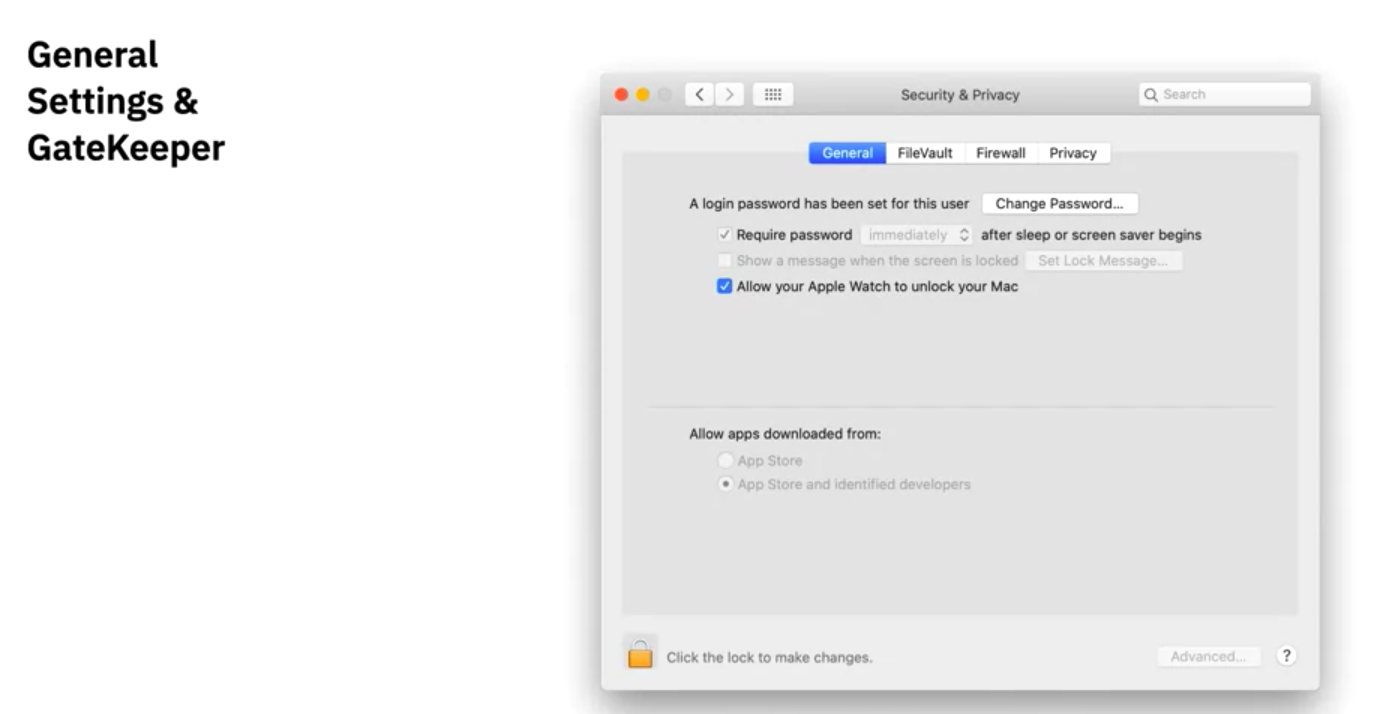 General
Settings &
GateKeeper
Security & Privacy
Search
General FileVault Firewall Privacy
A login password has been set for this user Change Password...
Require password immediately after sleep or screen saver begins
Show a message when the screen is locked Set Lock Message...
Allow your Apple Watch to unlock your Mac
Allow apps downloaded from:
App Store
App Store and identified developers
Click the lock to make changes. Advanced... ?